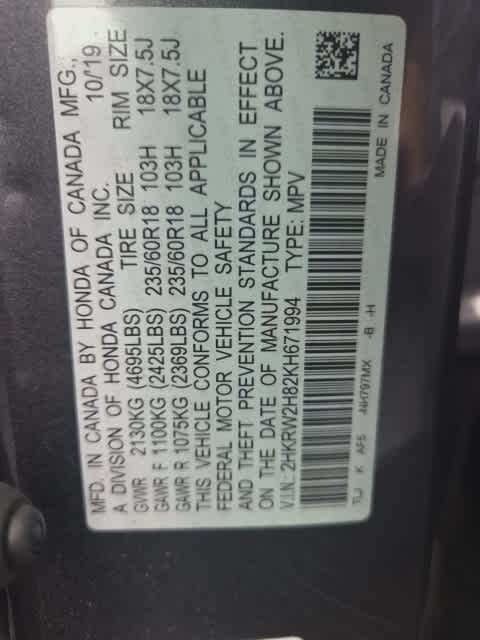 MFD. IN CANADA BY HONDA OF CANADA MFG.,
A DIVISION OF HONDA CANADA INC. 10/'19
GVWR 2130KG (4695LBS) TIRE SIZE RIM SIZE
GAWR F 1100KG (2425LBS) 235/60R18 103H 18X7.5J
GAWR R 1075KG (2369LBS) 235/60R18 103H 18X7.5J
THIS VEHICLE CONFORMS TO ALL APPLICABLE
FEDERAL MOTOR VEHICLE SAFETY
AND THEFT PREVENTION STANDARDS IN EFFECT
ON THE DATE OF MANUFACTURE SHOWN ABOVE.
V.I.N.: 2HKRW2H82KH671994 TYPE: MPV
TLJ K AF5 -NH797MX -B -H
MADE IN CANADA